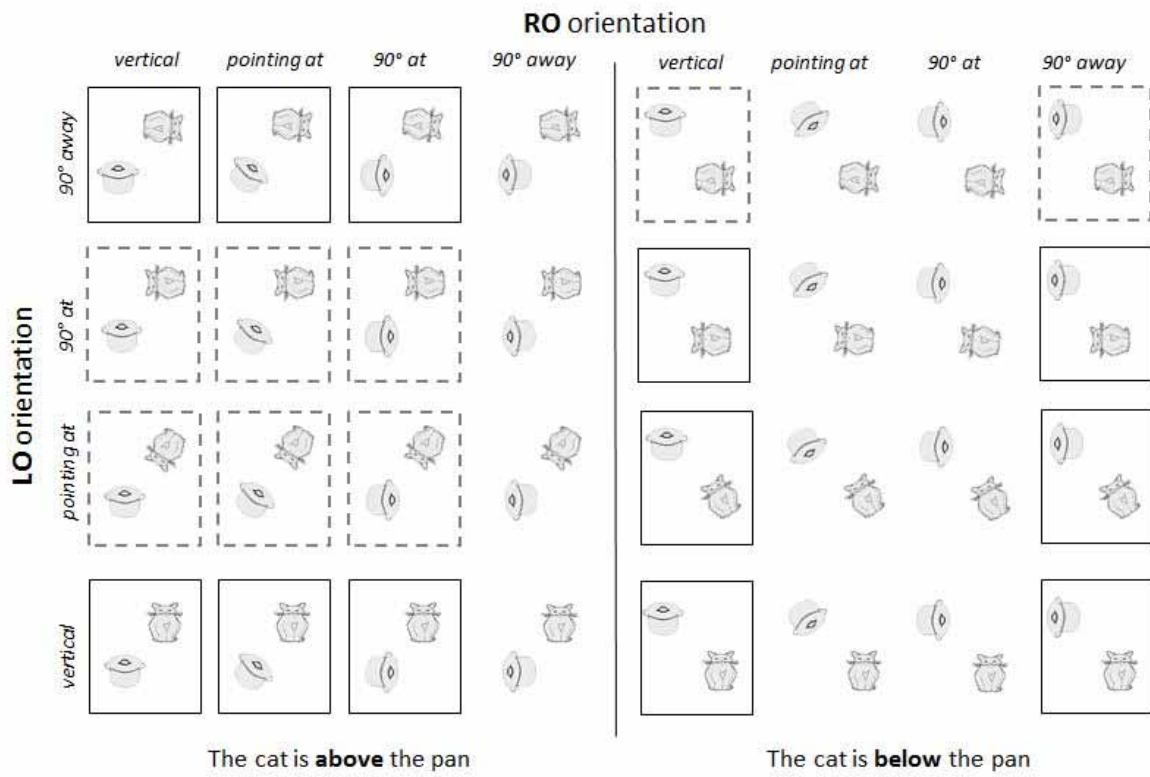 RO orientation
vertical pointing at 90° at 90° away vertical pointing at 90° at 90° away
LO orientation
90° away
90° at
pointing at
vertical
The cat is above the pan
The cat is below the pan